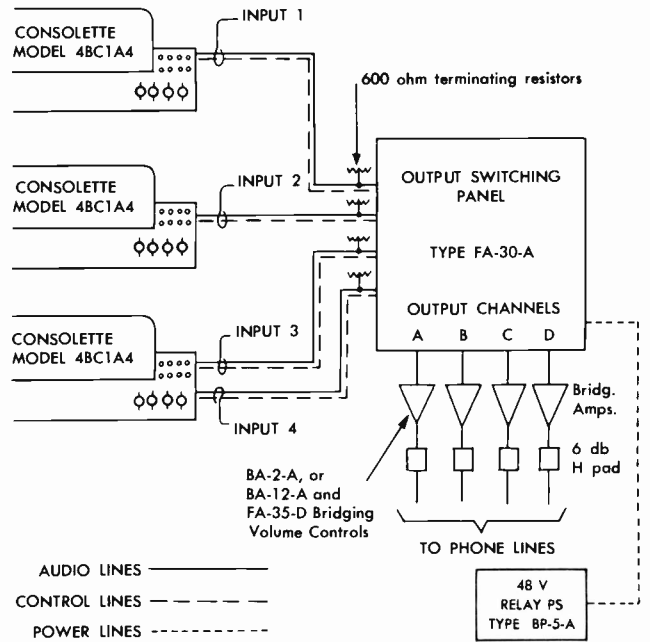 CONSOLETTE
MODEL 4BC1A4
INPUT 1
600 ohm terminating resistors
CONSOLETTE
MODEL 4BC1A4
INPUT 2
OUTPUT SWITCHING
PANEL
TYPE FA-30-A
OUTPUT CHANNELS
A B C D
CONSOLETTE
MODEL 4BC1A4
INPUT 3
INPUT 4
Bridg.
Amps.
6 db
H pad
BA-2-A, or
BA-12-A and
FA-35-D Bridging
Volume Controls
TO PHONE LINES
AUDIO LINES
CONTROL LINES
POWER LINES
48 V
RELAY PS
TYPE BP-5-A